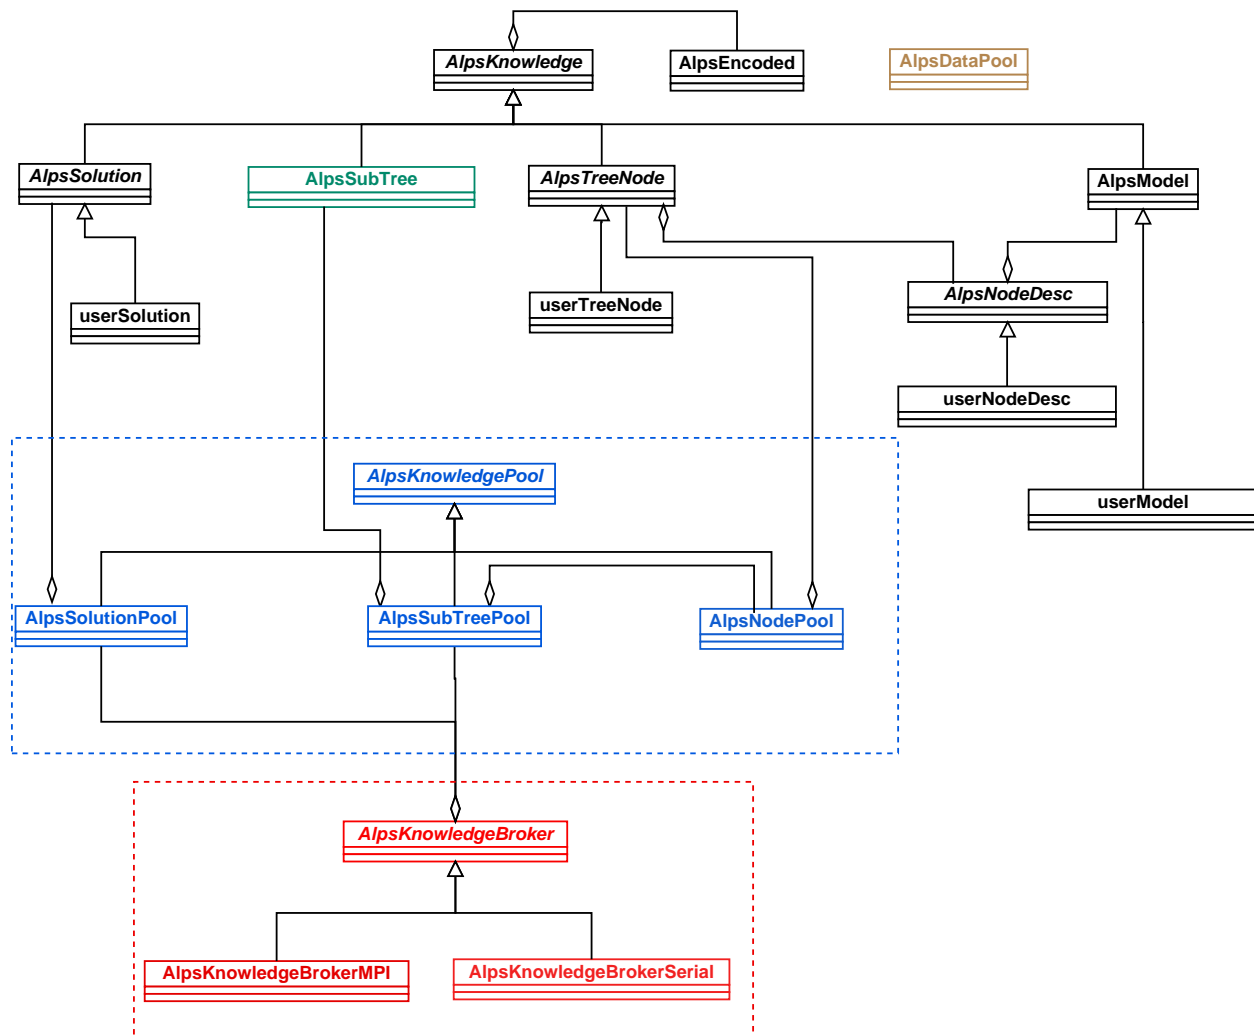 AlpsKnowledge
AlpsEncoded
AlpsDataPool
AlpsSolution
AlpsSubTree
AlpsTreeNode
AlpsModel
userSolution
userTreeNode
AlpsNodeDesc
userNodeDesc
AlpsKnowledgePool
userModel
AlpsSolutionPool
AlpsSubTreePool
AlpsNodePool
AlpsKnowledgeBroker
AlpsKnowledgeBrokerMPI
AlpsKnowledgeBrokerSerial